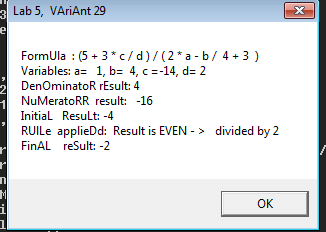 Lab 5, VAriAnt 29
FormUla : (5 + 3 * c / d ) / ( 2 * a - b / 4 + 3 )
Variables: a= 1, b= 4, c = -14, d= 2
DenOminatoR rEsult: 4
NuMeratoRR result: -16
InitiaL ResuLt: -4
RUlLe applieDd: Result is EVEN - > divided by 2
FinAL reSult: -2
OK